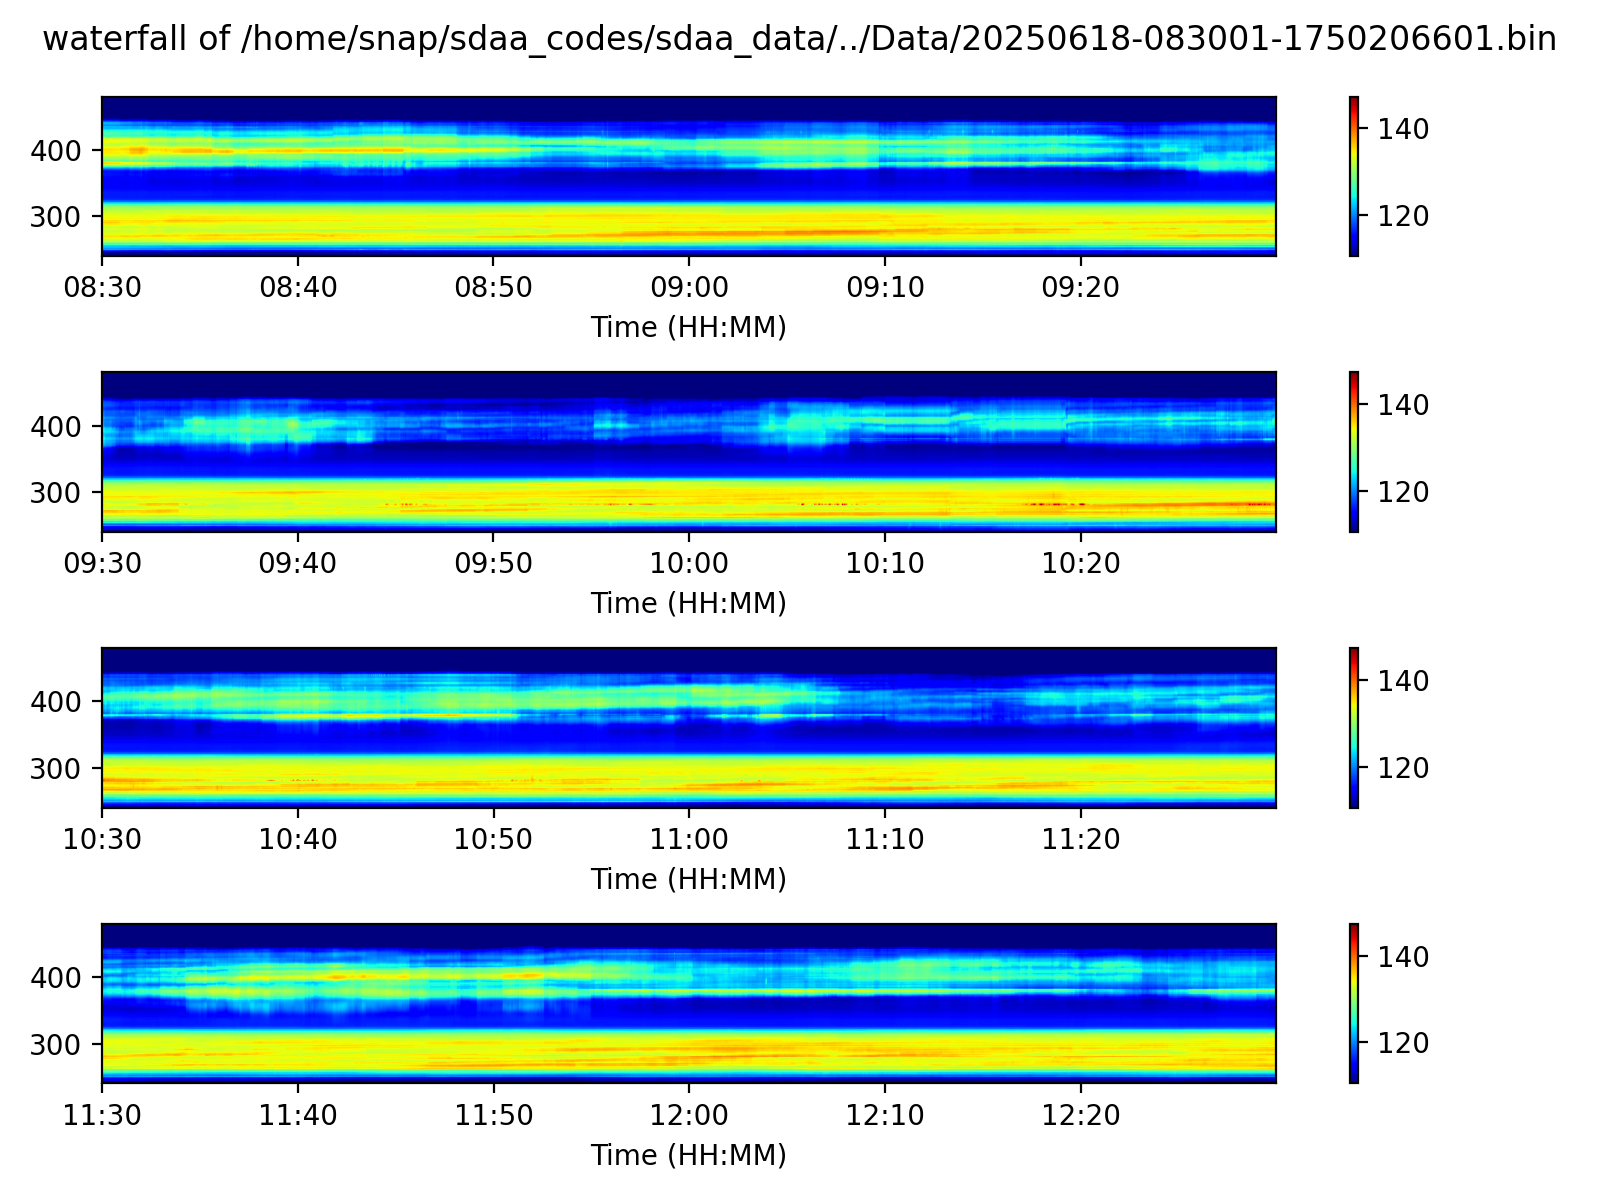 waterfall of /home/snap/sdaa_codes/sdaa_data/../Data/20250618-083001-1750206601.bin
400
300
140
120
08:30 08:40 08:50 09:00 09:10 09:20
Time (HH:MM)
400
300
140
120
09:30 09:40 09:50 10:00 10:10 10:20
Time (HH:MM)
400
300
140
120
10:30 10:40 10:50 11:00 11:10 11:20
Time (HH:MM)
400
300
140
120
11:30 11:40 11:50 12:00 12:10 12:20
Time (HH:MM)